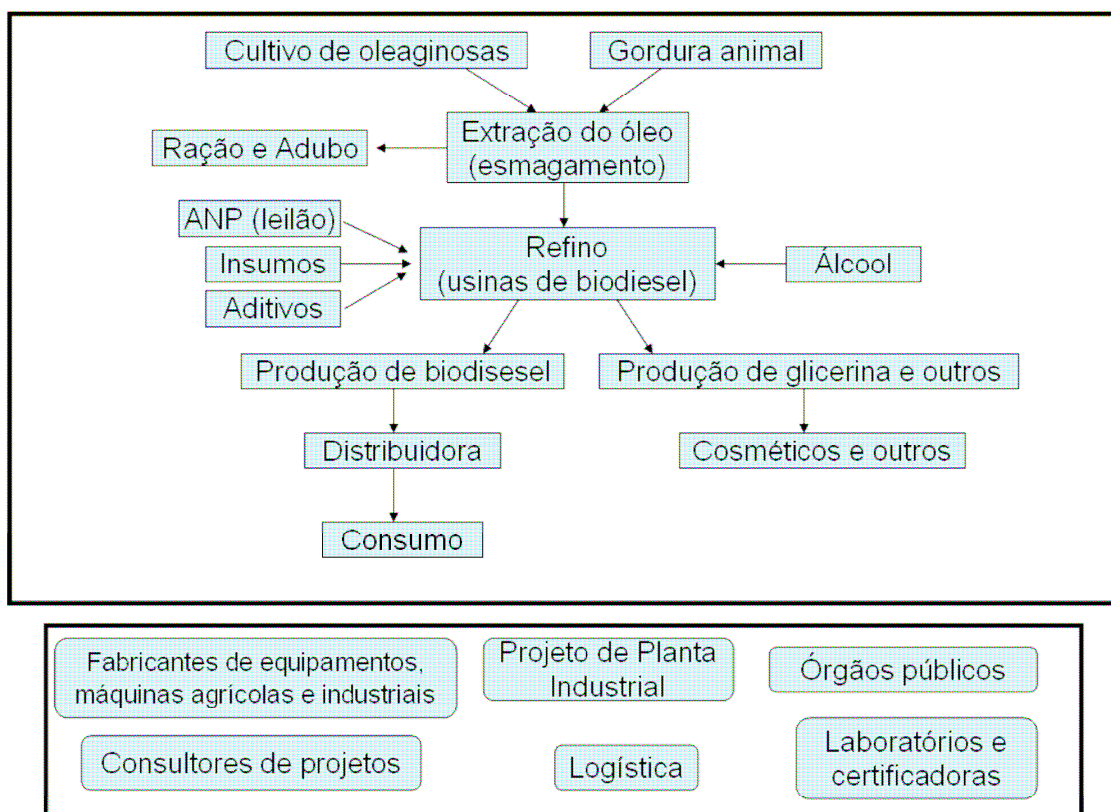 Cultivo de oleaginosas
Gordura animal
Extração do óleo
(esmagamento)
Ração e Adubo
ANP (leilão)
Insumos
Aditivos
Refino
(usinas de biodiesel)
Álcool
Produção de biodisesel
Produção de glicerina e outros
Distribuidora
Cosméticos e outros
Consumo
Fabricantes de equipamentos,
máquinas agrícolas e industriais
Projeto de Planta
Industrial
Órgãos públicos
Consultores de projetos
Logística
Laboratórios e
certificadoras